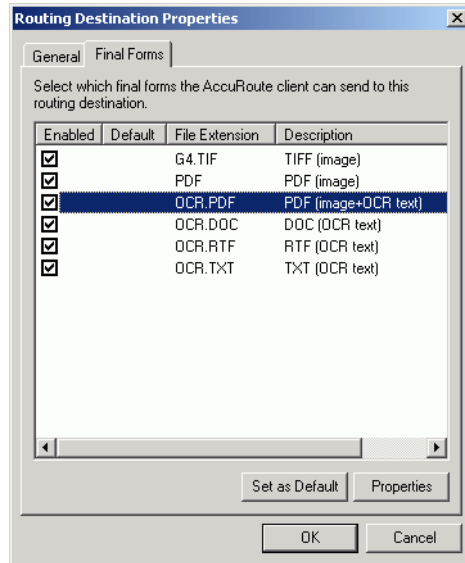 Routing Destination Properties
General Final Forms
Select which final forms the AccuRoute client can send to this
routing destination.
Enabled Default File Extension Description
G4.TIF TIFF (image)
PDF PDF (image)
OCR.PDF PDF (image+OCR text)
OCR.DOC DOC (OCR text)
OCR.RTF RTF (OCR text)
OCR.TXT TXT (OCR text)
Set as Default Properties
OK Cancel